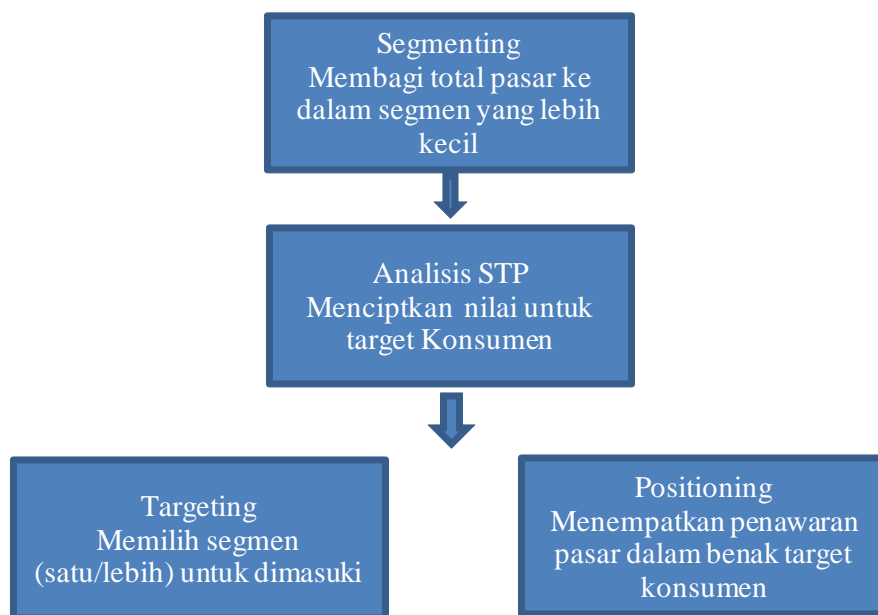 Segmenting
Membagi total pasar ke
dalam segmen yang lebih
kecil
Analisis STP
Menciptkan nilai untuk
target Konsumen
Targeting
Memilih segmen
(satu/lebih) untuk dimasuki
Positioning
Menempatkan penawaran
pasar dalam benak target
konsumen